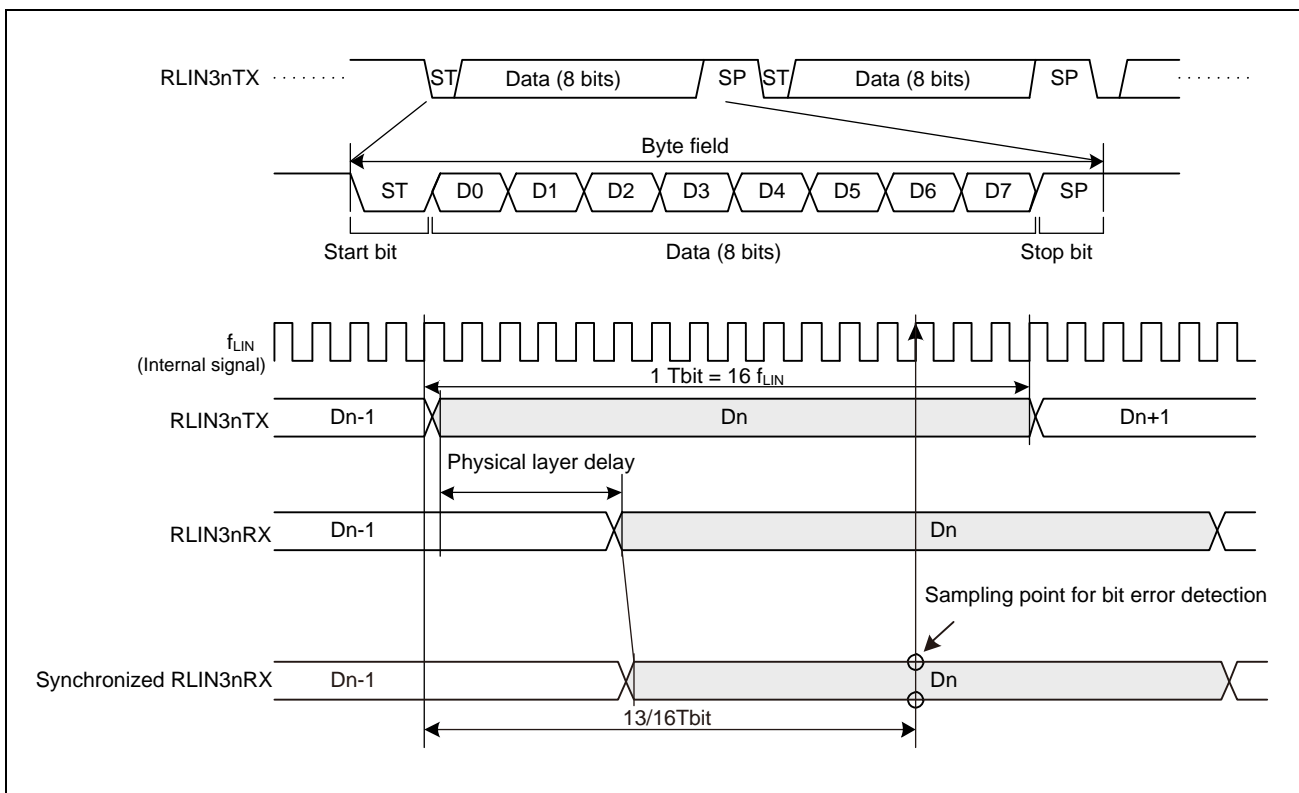 RLIN3nTX ST Data (8 bits) SP ST Data (8 bits) SP
Byte field
ST D0 D1 D2 D3 D4 D5 D6 D7 SP
Start bit Data (8 bits) Stop bit
fLIN
(Internal signal)
1 Tbit = 16 fLIN
RLIN3nTX Dn-1 Dn Dn+1
Physical layer delay
RLIN3nRX Dn-1 Dn
Sampling point for bit error detection
Synchronized RLIN3nRX Dn-1 Dn
13/16Tbit